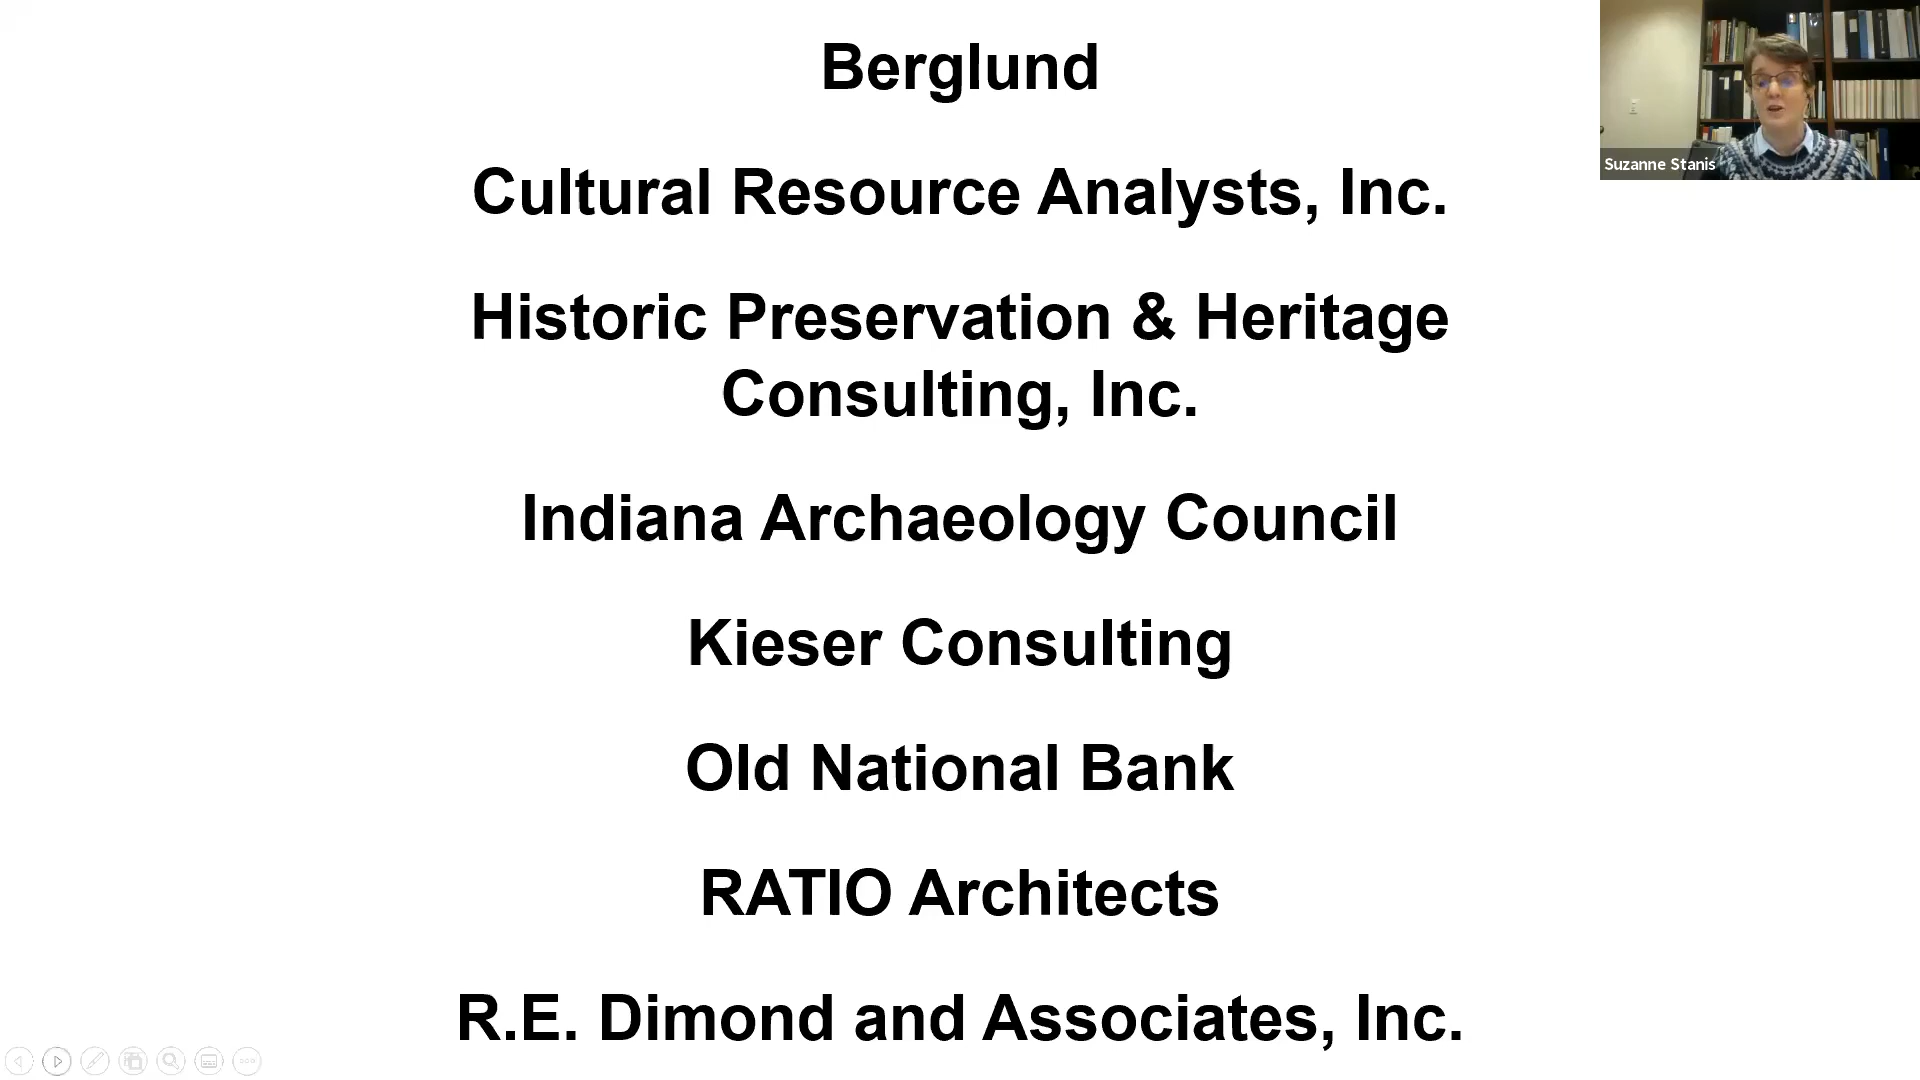 Berglund
Cultural Resource Analysts, Inc.
Historic Preservation & Heritage
Consulting, Inc.
Indiana Archaeology Council
Kieser Consulting
Old National Bank
RATIO Architects
R.E. Dimond and Associates, Inc.
Suzanne Stanis